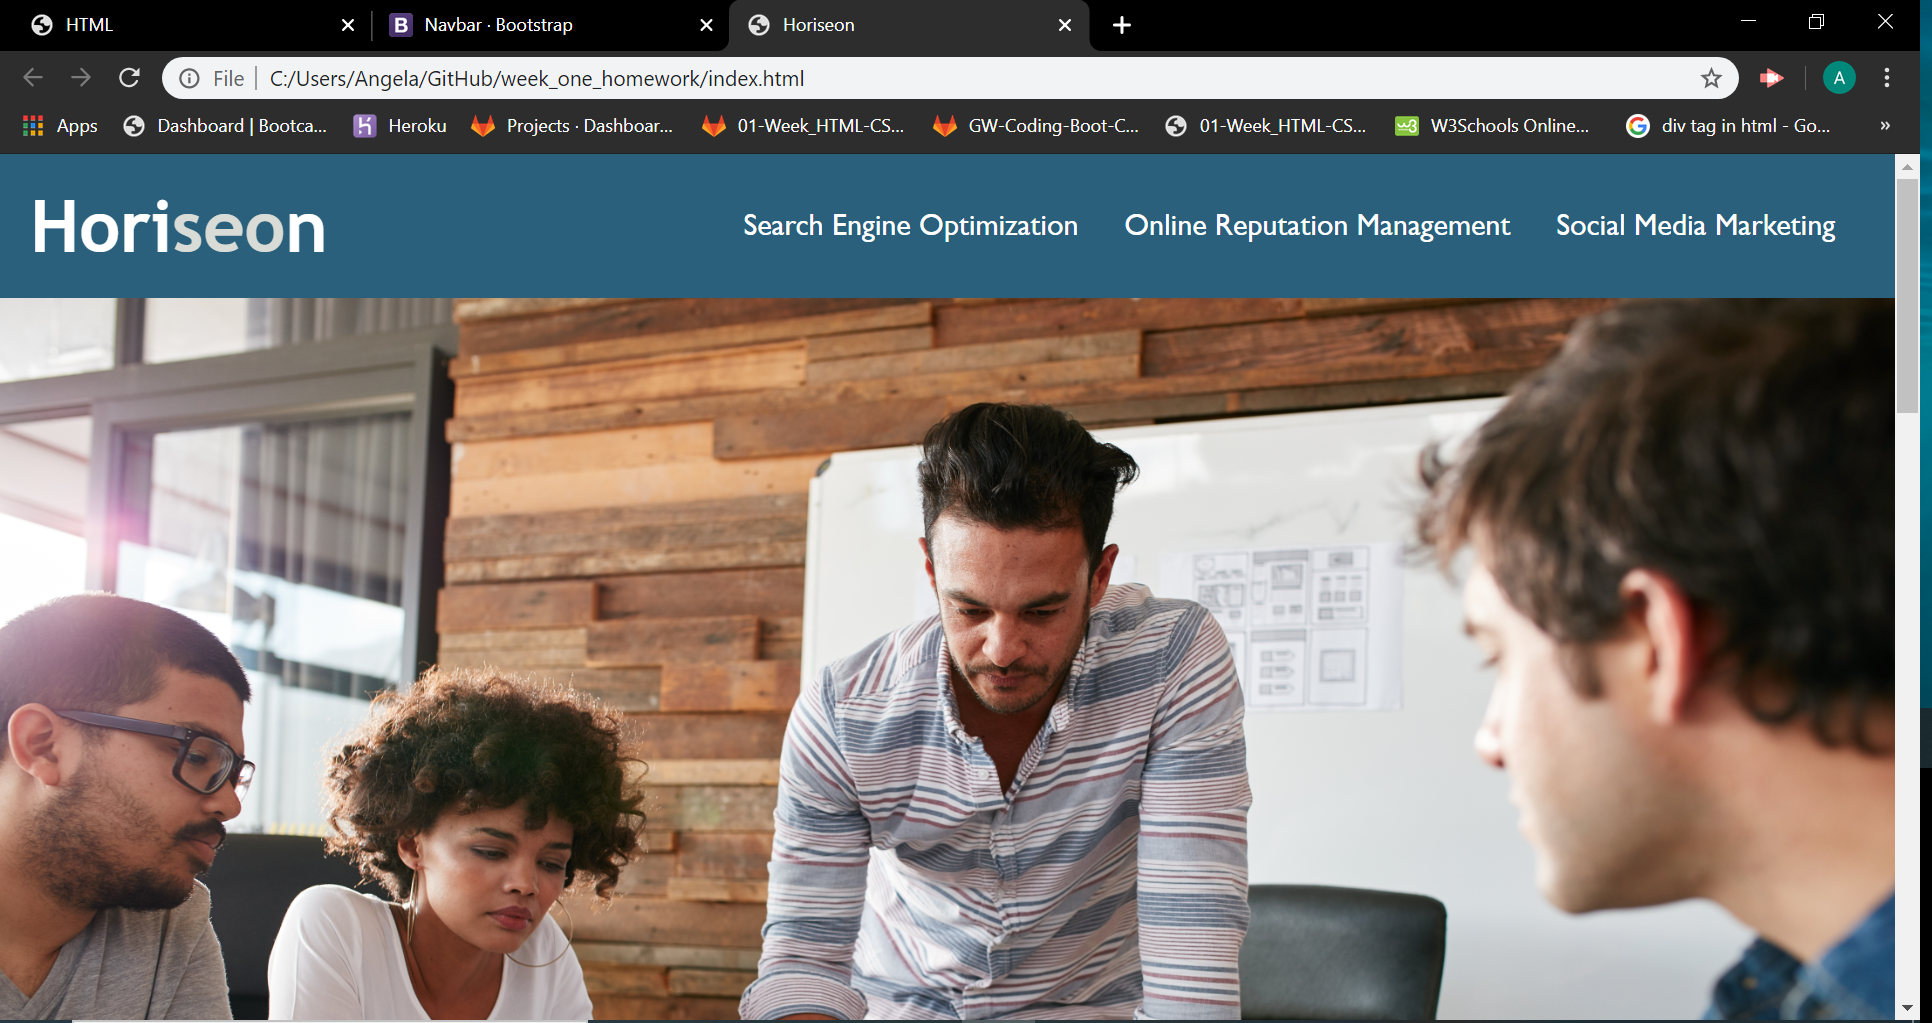 HTML
Navbar · Bootstrap
Horiseon
File
C:/Users/Angela/GitHub/week_one_homework/index.html
A
Apps
Dashboard | Bootca...
Heroku
Projects · Dashboar...
01-Week_HTML-CS...
GW-Coding-Boot-C...
01-Week_HTML-CS...
W3Schools Online...
div tag in html - Go...
»
Horiseon
Search Engine Optimization
Online Reputation Management
Social Media Marketing